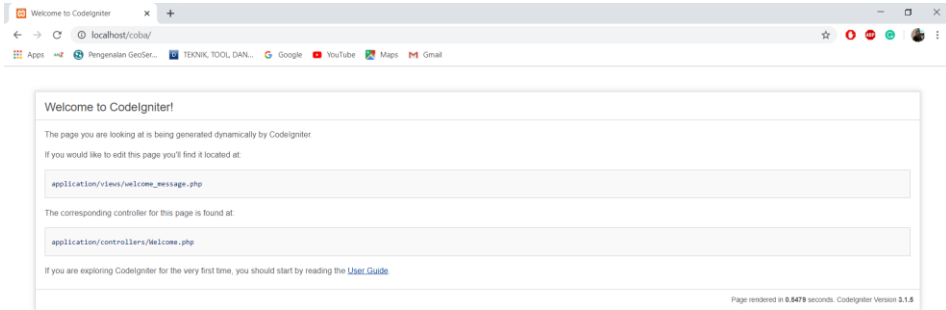 Welcome to CodeIgniter
localhost/coba/
Apps
Pengenalan GeoSer...
TEKNIK, TOOL, DAN...
Google
YouTube
Maps
Gmail
Welcome to CodeIgniter!
The page you are looking at is being generated dynamically by CodeIgniter.
If you would like to edit this page you'll find it located at:
application/views/welcome_message.php
The corresponding controller for this page is found at:
application/controllers/Welcome.php
If you are exploring CodeIgniter for the very first time, you should start by reading the User Guide.
Page rendered in 0.5479 seconds. CodeIgniter Version 3.1.5